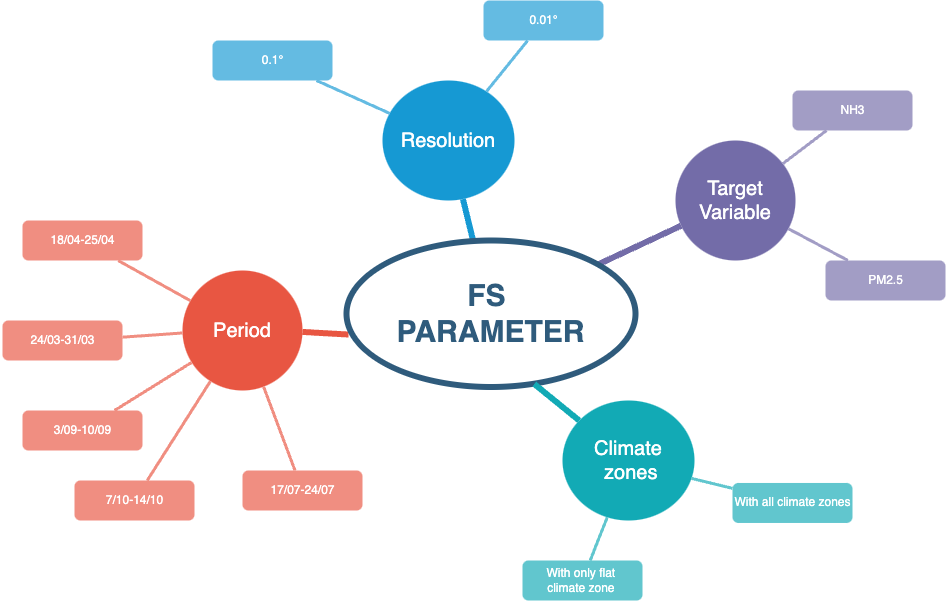 0.01°
0.1°
Resolution
NH3
Target
Variable
PM2.5
18/04-25/04
24/03-31/03
Period
3/09-10/09
7/10-14/10
17/07-24/07
FS
PARAMETER
Climate
zones
With all climate zones
With only flat
climate zone